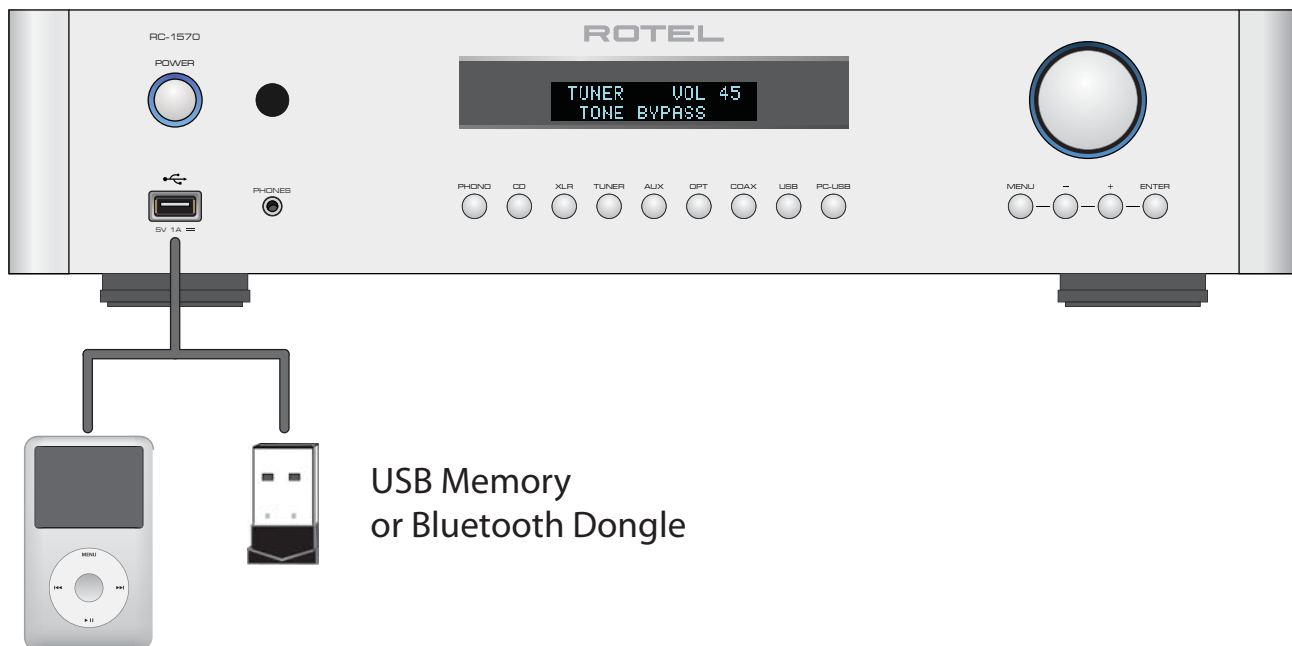 RC-1570
ROTEL
POWER
TUNER VOL 45
TONE BYPASS
PHONES
PHONO CD XLR TUNER AUX OPT COAX USB PC-USB
MENU - + ENTER
5V 1A
USB Memory
or Bluetooth Dongle
MENU